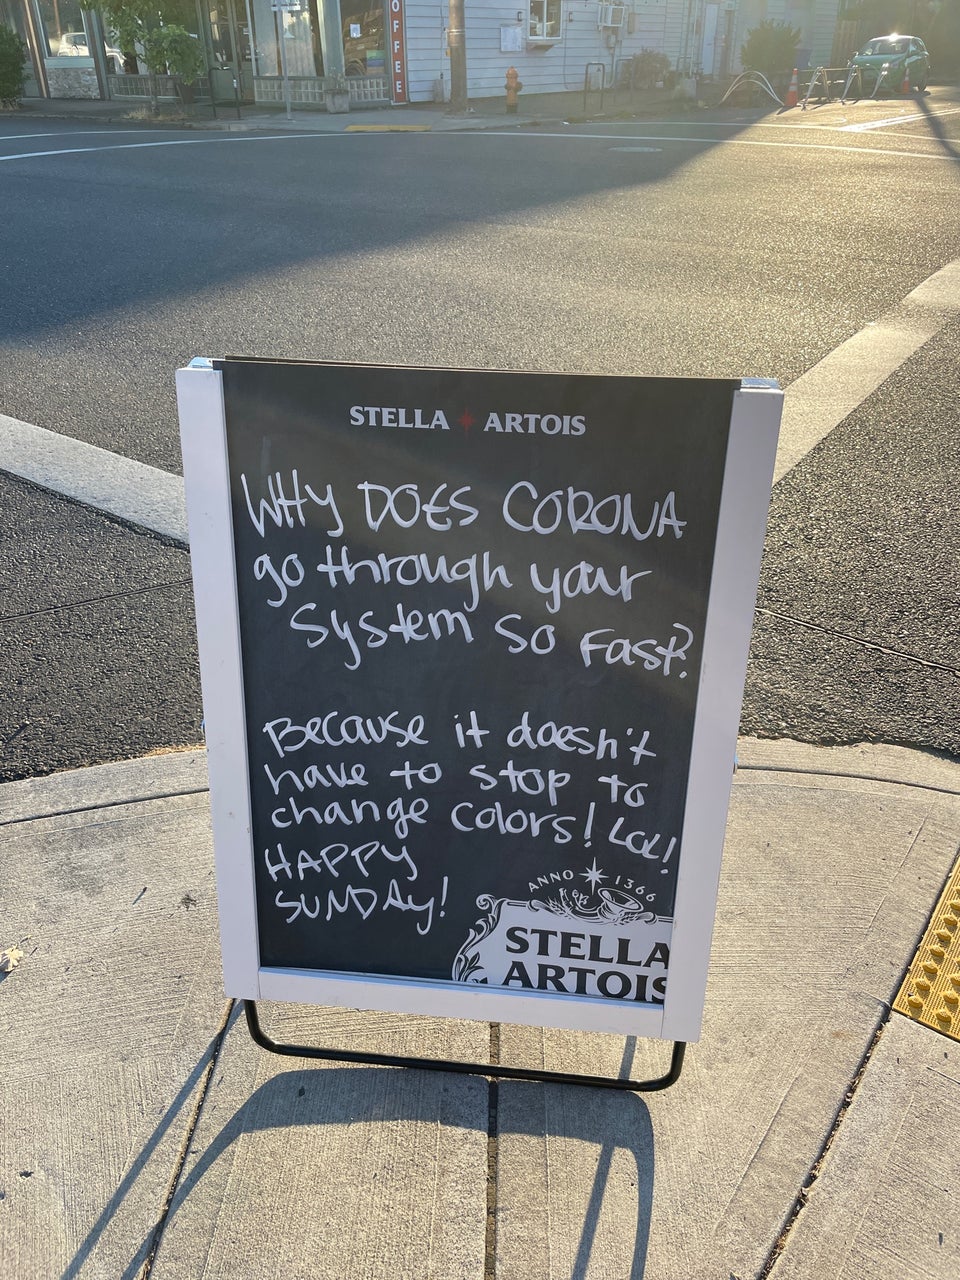 COFFEE
STELLA ARTOIS
WHY DOES CORONA
go through your
System so Fast?
Because it doesn't
have to stop to
change colors! LOL!
HAPPY
SUNDAY!
ANNO 1366
STELLA
ARTOIS